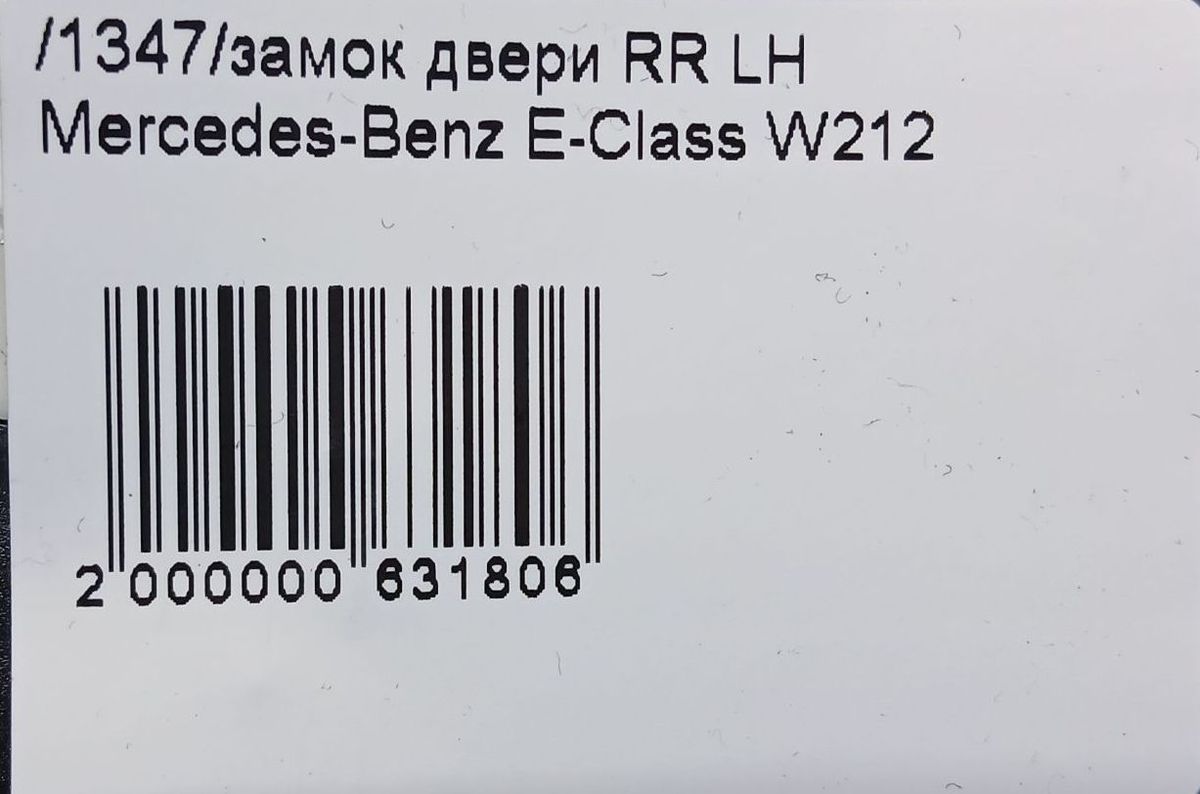 /1347/замок двери RR LH
Mercedes-Benz E-Class W212
2 000000 631806